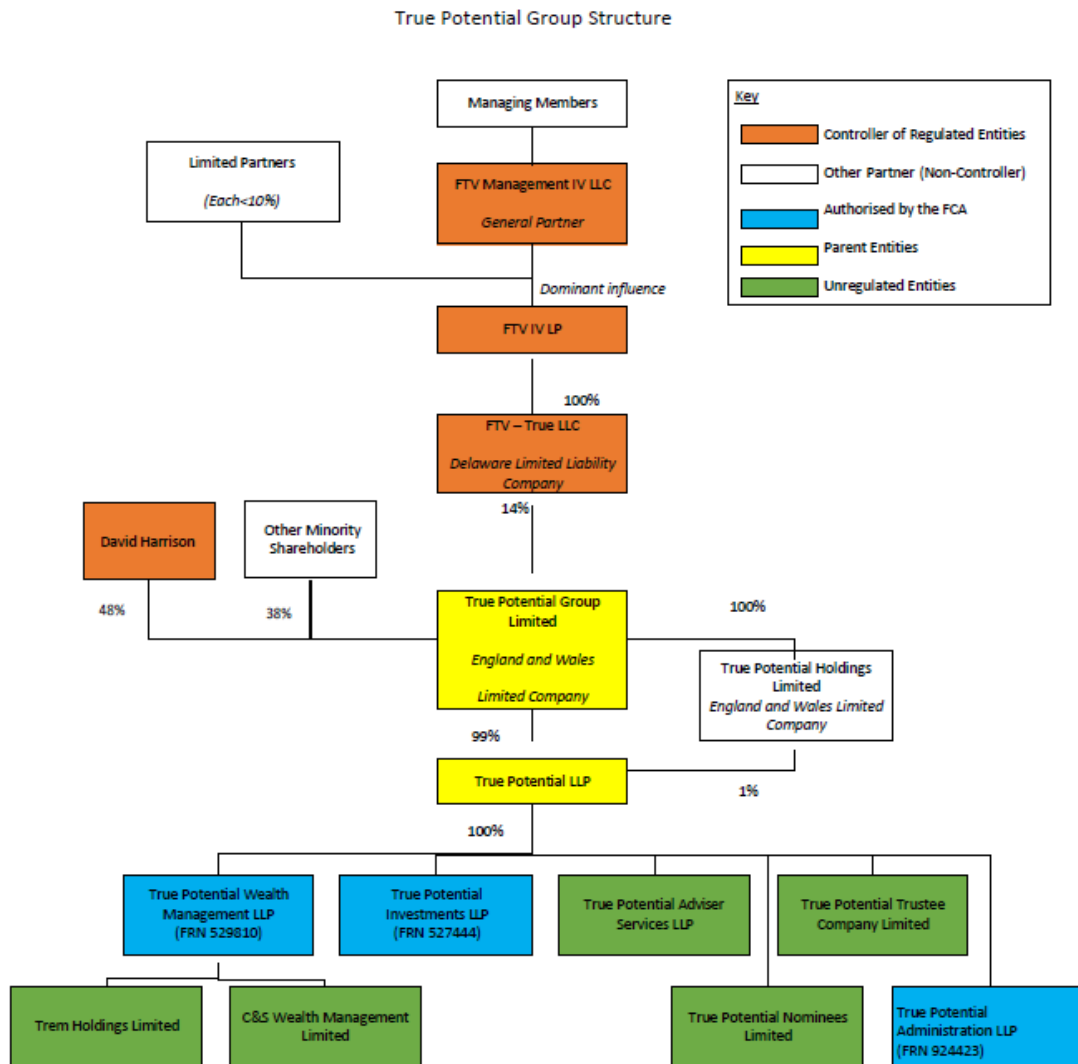 True Potential Group Structure
Managing Members
Key
Controller of Regulated Entities
Other Partner (Non-Controller)
Authorised by the FCA
Parent Entities
Unregulated Entities
Limited Partners
(Each<10%)
FTV Management IV LLC
General Partner
Dominant influence
FTV IV LP
100%
FTV – True LLC
Delaware Limited Liability
Company
14%
David Harrison
Other Minority
Shareholders
48%
38%
True Potential Group
Limited
England and Wales
Limited Company
100%
True Potential Holdings
Limited
England and Wales Limited
Company
99%
True Potential LLP
1%
100%
True Potential Wealth
Management LLP
(FRN 529810)
True Potential
Investments LLP
(FRN 527444)
True Potential Adviser
Services LLP
True Potential Trustee
Company Limited
Trem Holdings Limited
C&S Wealth Management
Limited
True Potential Nominees
Limited
True Potential
Administration LLP
(FRN 924423)